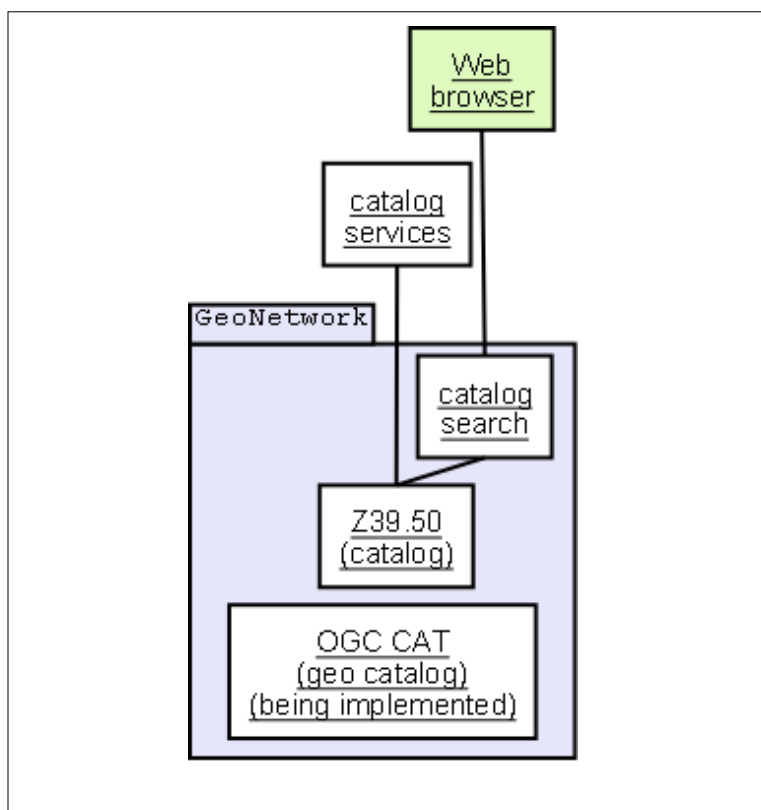 Web
browser
catalog
services
GeoNetwork
catalog
search
Z39.50
(catalog)
OGC CAT
(geo catalog)
(being implemented)